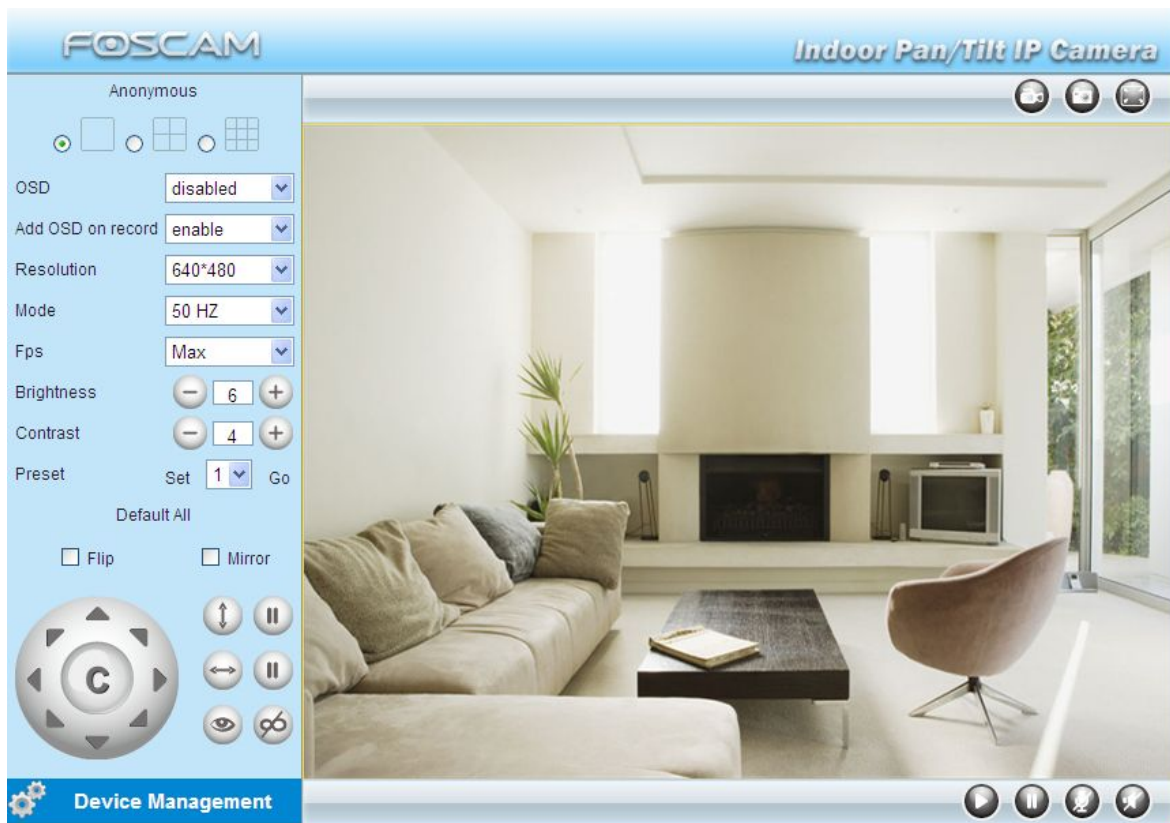 FOSCAM
Indoor Pan/Tilt IP Camera
Anonymous
OSD disabled
Add OSD on record enable
Resolution 640*480
Mode 50 HZ
Fps Max
Brightness 6
Contrast 4
Preset Set 1 Go
Default All
Flip Mirror
C
Device Management